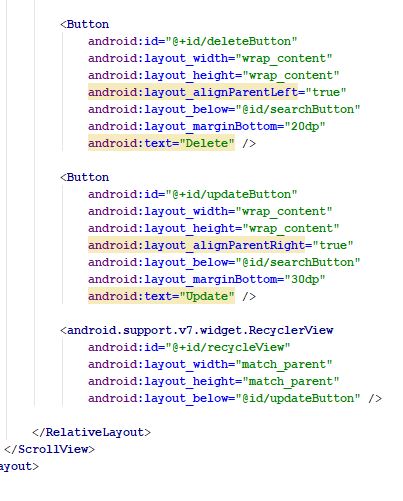 <Button
android:id="@+id/deleteButton"
android:layout_width="wrap_content"
android:layout_height="wrap_content"
android:layout_alignParentLeft="true"
android:layout_below="@id/searchButton"
android:layout_marginBottom="20dp"
android:text="Delete" />
<Button
android:id="@+id/updateButton"
android:layout_width="wrap_content"
android:layout_height="wrap_content"
android:layout_alignParentRight="true"
android:layout_below="@id/searchButton"
android:layout_marginBottom="30dp"
android:text="Update" />
<android.support.v7.widget.RecyclerView
android:id="@+id/recycleView"
android:layout_width="match_parent"
android:layout_height="match_parent"
android:layout_below="@id/updateButton" />
</RelativeLayout>
</ScrollView>
ayout>